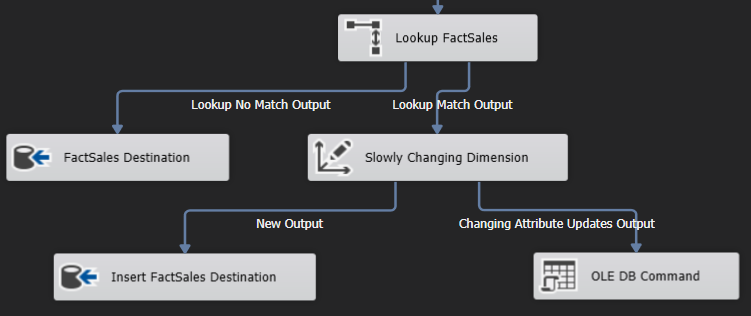 Lookup FactSales
Lookup No Match Output
Lookup Match Output
FactSales Destination
Slowly Changing Dimension
New Output
Changing Attribute Updates Output
Insert FactSales Destination
OLE DB Command